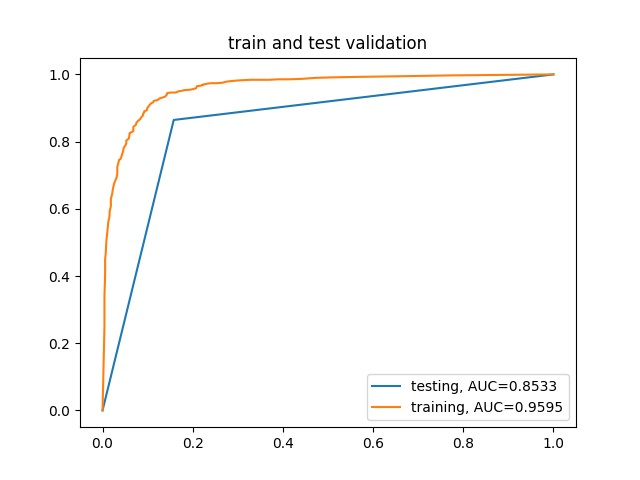 train and test validation
1.0
0.8
0.6
0.4
0.2
0.0
testing, AUC=0.8533
training, AUC=0.9595
0.0 0.2 0.4 0.6 0.8 1.0